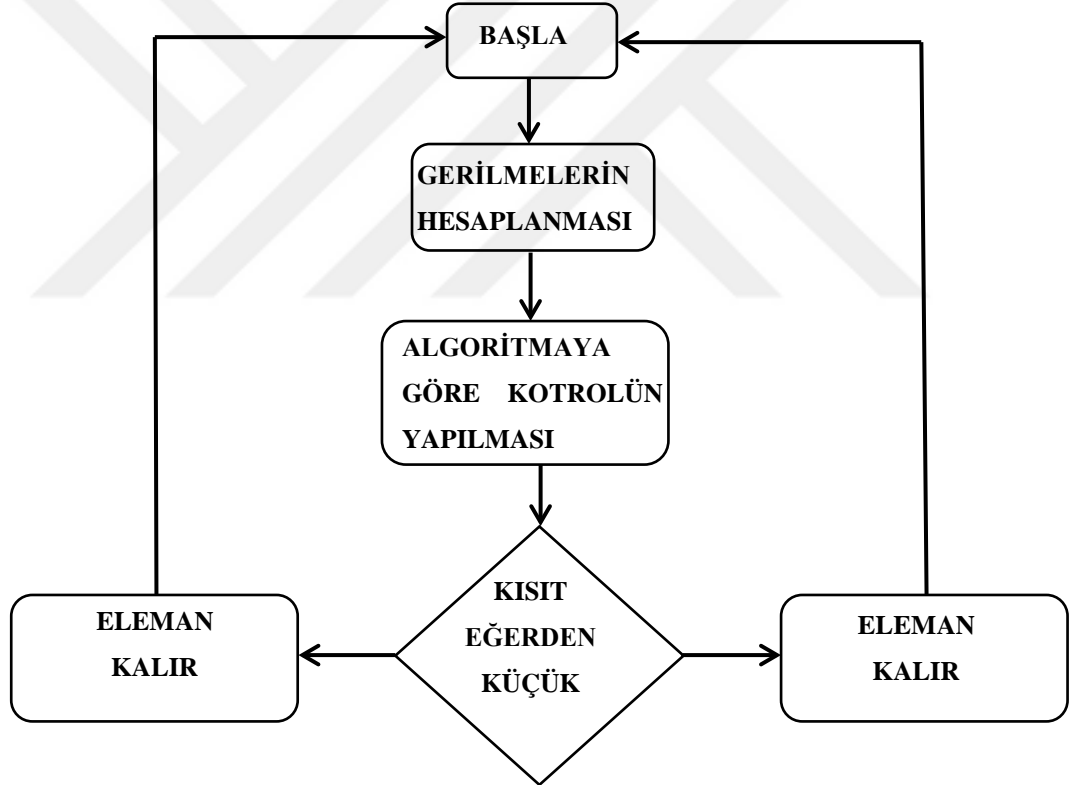 BAŞLA
GERİLMELERİN
HESAPLANMASI
ALGORİTMAYA
GÖRE KOTROLÜN
YAPILMASI
KISIT
EĞERDEN
KÜÇÜK
ELEMAN
KALIR
ELEMAN
KALIR